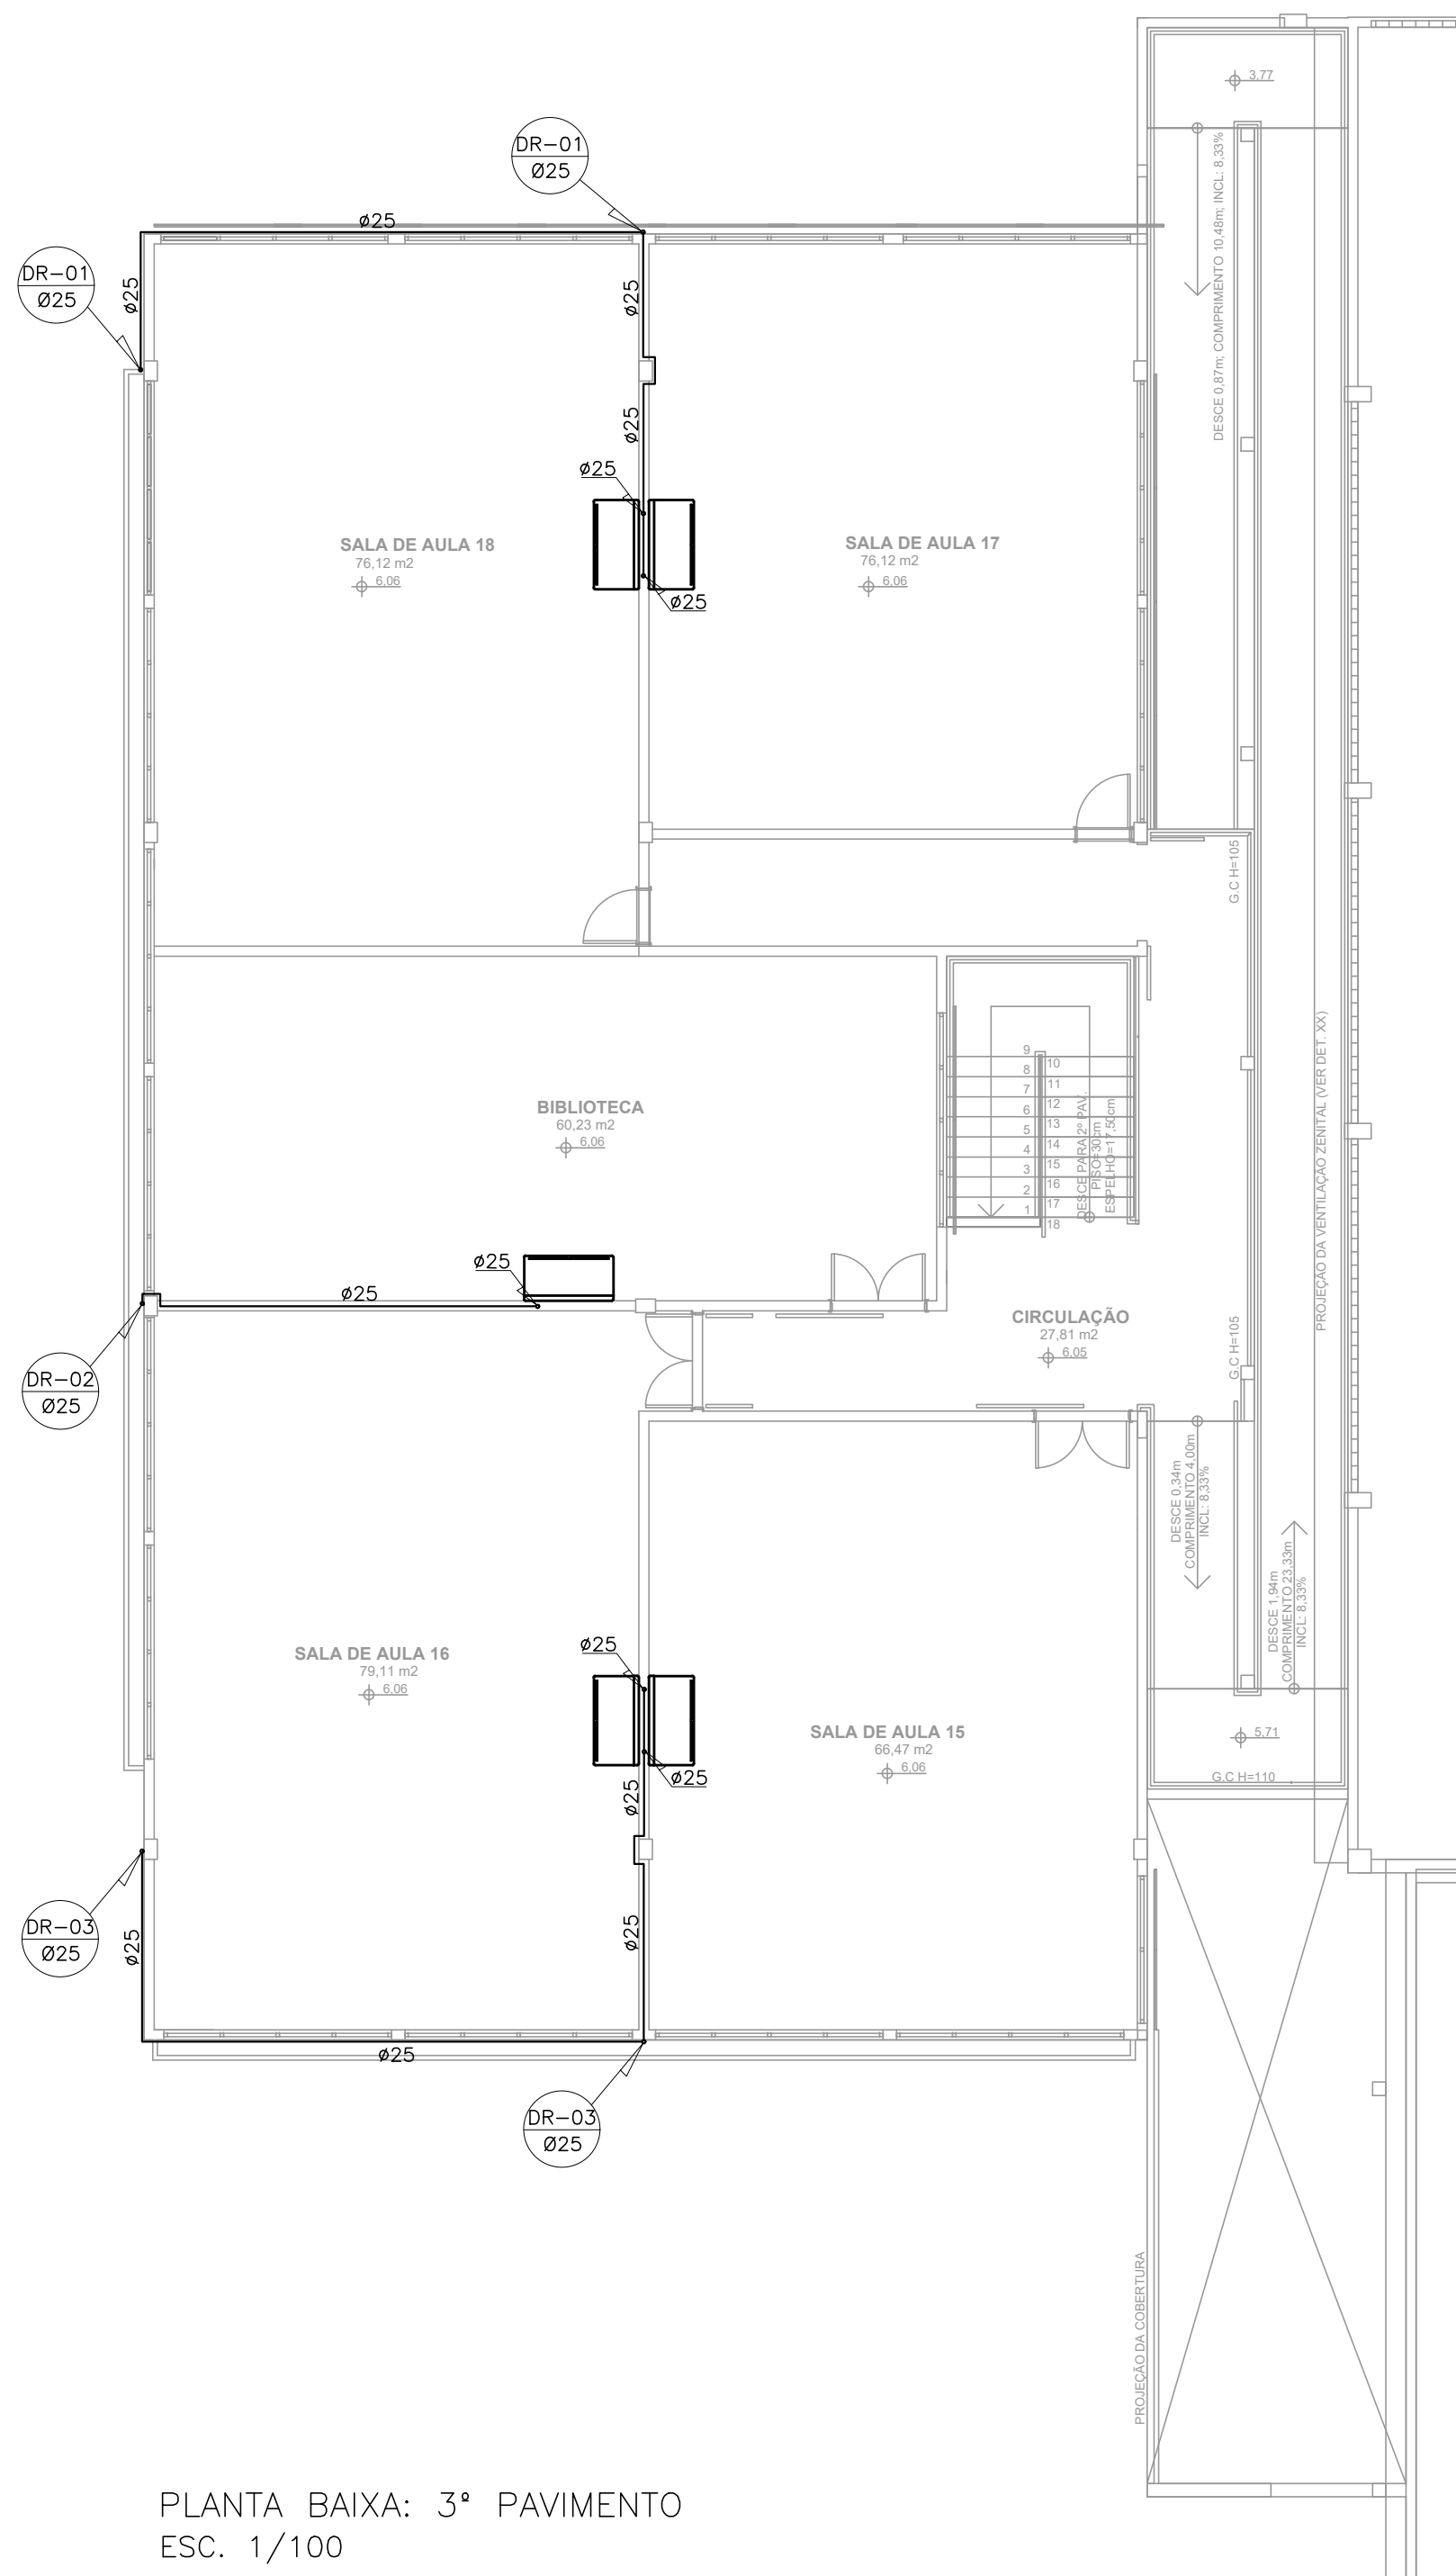 3,77
DR-01
Ø25
ø25
DR-01
Ø25
ø25
ø25
DESCE 0,87m; COMPRIMENTO 10,48m; INCL: 8,33%
ø25
ø25
SALA DE AULA 18
76,12 m2
6,06
SALA DE AULA 17
76,12 m2
6,06
ø25
G.C H=105
PROJEÇÃO DA VENTILAÇÃO ZENITAL (VER DET. XX)
BIBLIOTECA
60,23 m2
6,06
9
8
7
6
5
4
3
2
1
10
11
12
13
14
15
16
17
18
DESCE PARA 2º PAV.
PISO=30cm
ESPELHO=17,50cm
ø25
ø25
CIRCULAÇÃO
27,81 m2
6,05
G.C H=105
DR-02
Ø25
DESCE 0,34m
COMPRIMENTO 4,00m
INCL: 8,33%
DESCE 1,94m
COMPRIMENTO 23,33m
INCL: 8,33%
SALA DE AULA 16
79,11 m2
6,06
ø25
SALA DE AULA 15
66,47 m2
6,06
5,71
G.C H=110
ø25
ø25
DR-03
Ø25
ø25
ø25
ø25
DR-03
Ø25
PROJEÇÃO DA COBERTURA
PLANTA BAIXA: 3º PAVIMENTO
ESC. 1/100